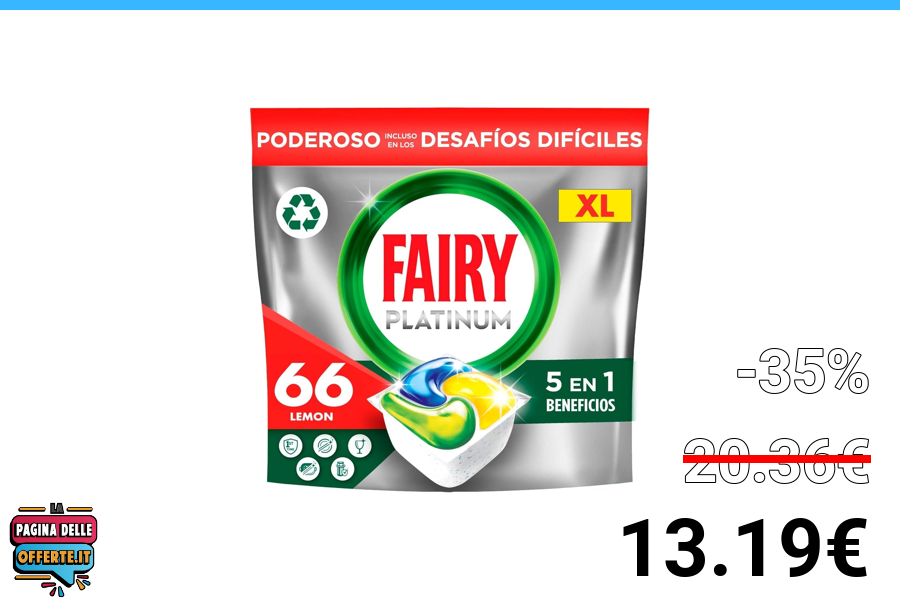 PODEROSO INCLUSO EN LOS DESAFÍOS DIFÍCILES
XL
FAIRY
PLATINUM
66
LEMON
5 EN 1
BENEFICIOS
-35%
20.36€
13.19€
LA
PAGINA DELLE
OFFERTE.IT